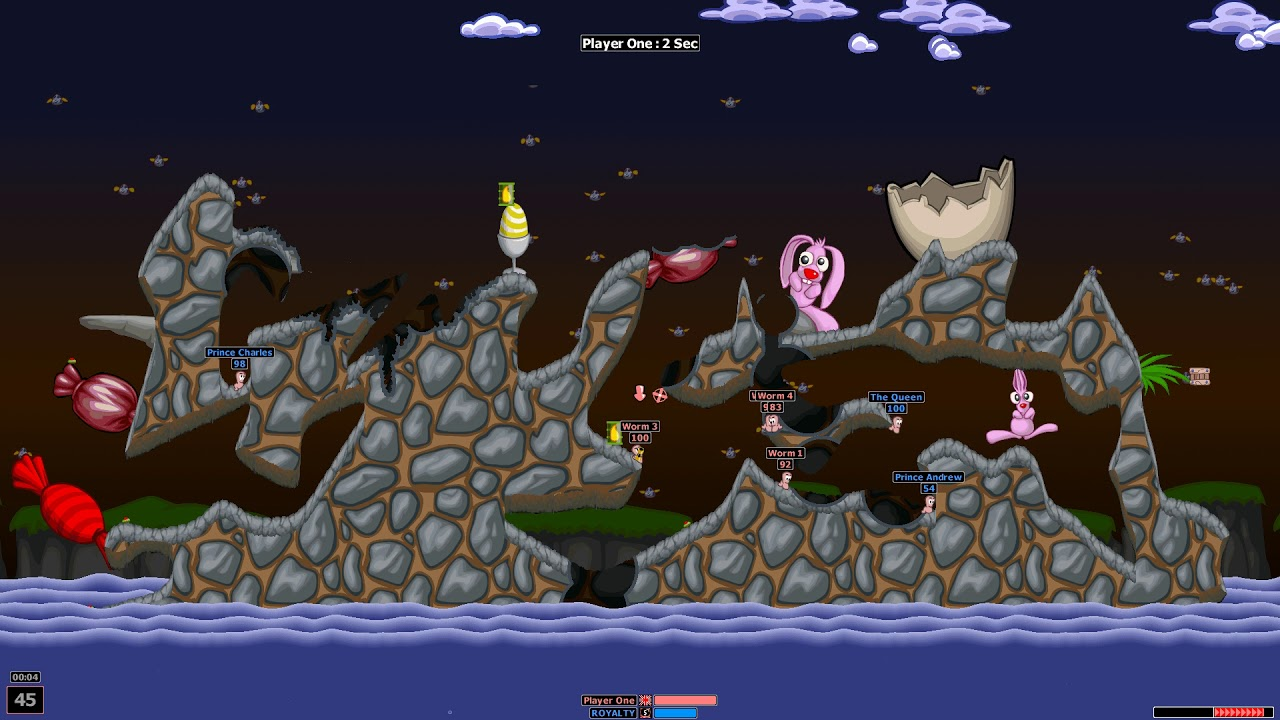 Player One : 2 Sec
Prince Charles
98
Worm 4
83
The Queen
100
Worm 3
100
Worm 1
92
Prince Andrew
54
00:04
45
Player One
ROYALTY